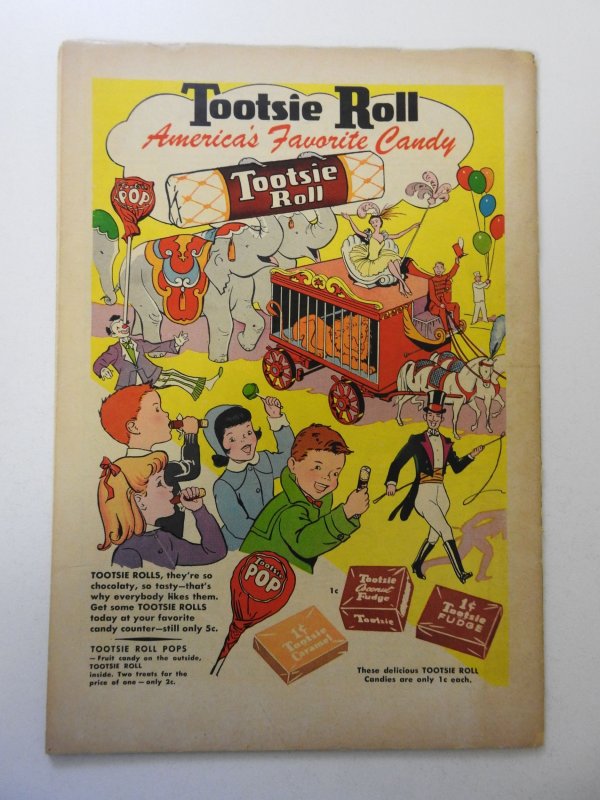 Tootsie Roll
America's Favorite Candy
Tootsie
Roll
Tootsie Roll
POP
TOOTSIE ROLLS, they're so
chocolaty, so tasty—that's
why everybody likes them.
Get some TOOTSIE ROLLS
today at your favorite
candy counter—still only 5c.
TOOTSIE ROLL POPS
—Fruit candy on the outside,
TOOTSIE ROLL
inside. Two treats for the
price of one—only 2c.
Tootsie Roll
POP
1¢
Tootsie
Caramel
1c
Tootsie
Coconut
Fudge
Tootsie
1¢
Tootsie
FUDGE
These delicious TOOTSIE ROLL
Candies are only 1c each.